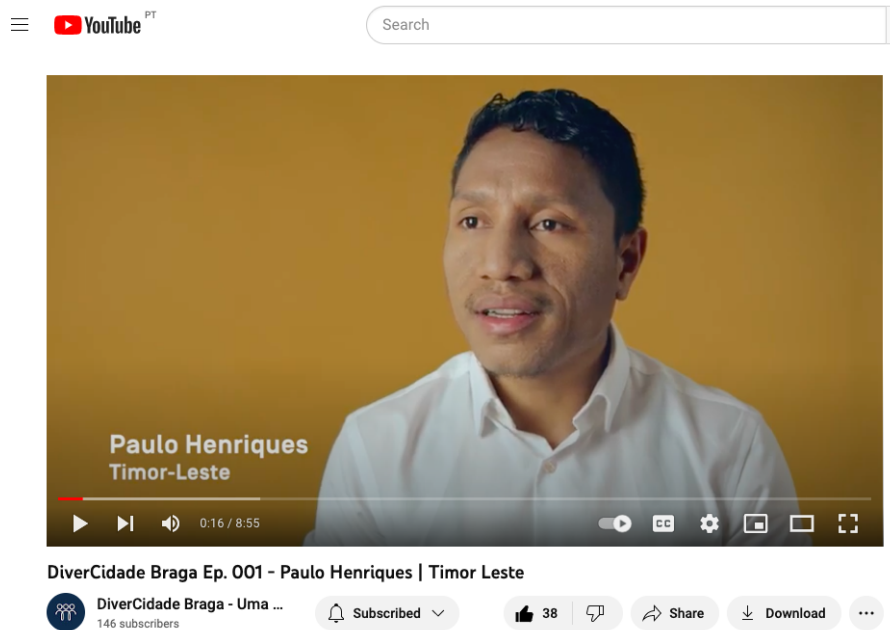 YouTube PT
Search
Paulo Henriques
Timor-Leste
0:16 / 8:55
CC
DiverCidade Braga Ep. 001 - Paulo Henriques | Timor Leste
DiverCidade Braga - Uma ...
146 subscribers
Subscribed
38
Share
Download